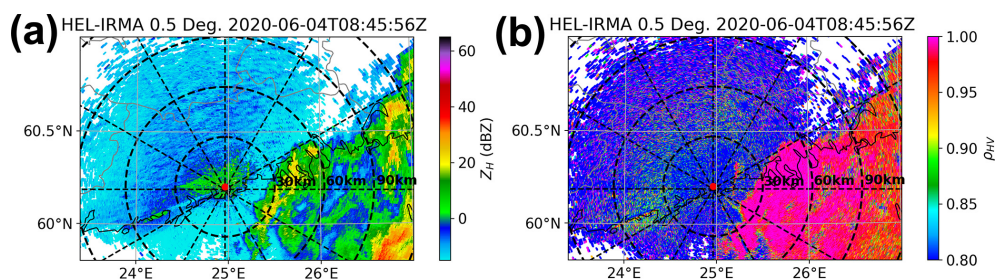 (a) HEL-IRMA 0.5 Deg. 2020-06-04T08:45:56Z
60.5°N
60°N
24°E 25°E 26°E
30km 60km 90km
60
40
20
0
Z_H (dBZ)
(b) HEL-IRMA 0.5 Deg. 2020-06-04T08:45:56Z
60.5°N
60°N
24°E 25°E 26°E
30km 60km 90km
1.00
0.95
0.90
0.85
0.80
ρ_HV